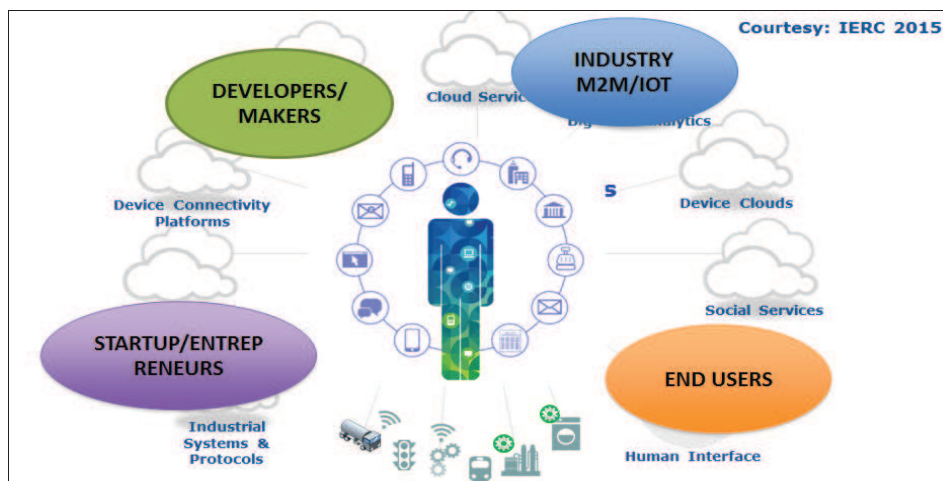 Courtesy: IERC 2015
INDUSTRY
M2M/IOT
DEVELOPERS/
MAKERS
Cloud Servic
S
Device Connectivity
Platforms
Device Clouds
Social Services
STARTUP/ENTREP
RENEURS
END USERS
Industrial
Systems &
Protocols
Human Interface